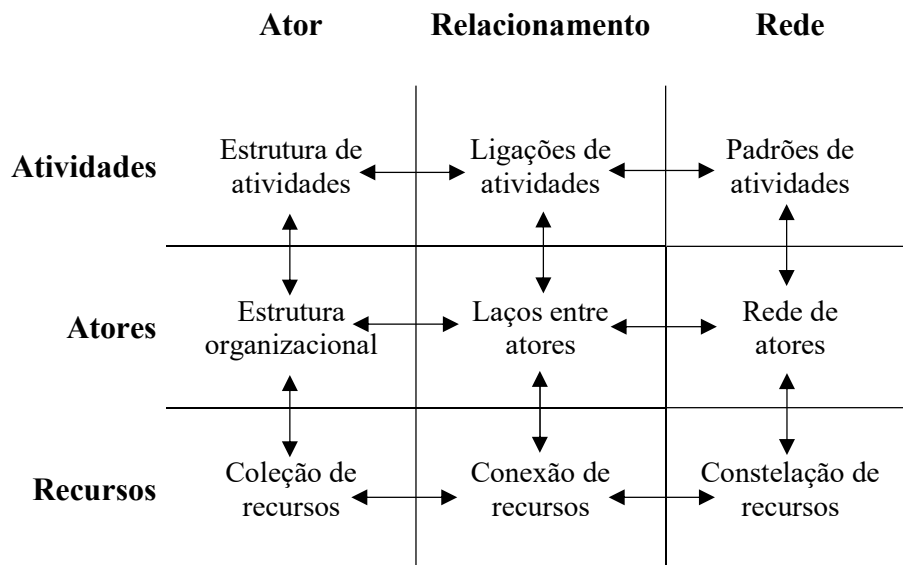 Ator Relacionamento Rede
Estrutura de Ligações de Padrões de
Atividades
atividades atividades atividades
Estrutura Laços entre Rede de
Atores
organizacional atores atores
Coleção de Conexão de Constelação de
Recursos
recursos recursos recursos